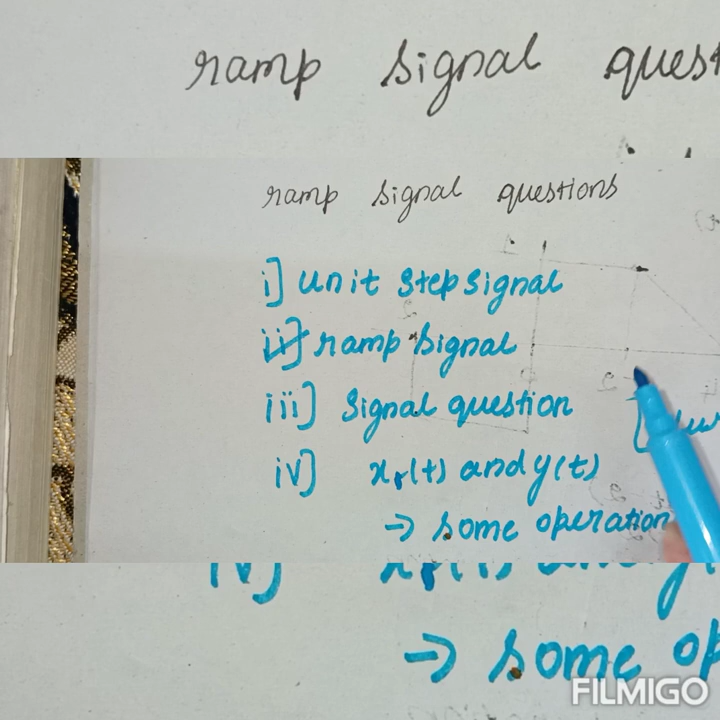 ramp signal quest
ramp signal questions
i] unit step signal
ii] ramp signal
iii] signal question
iv] x(t) and y(t)
→ some operation
→ some op
FILMIGO